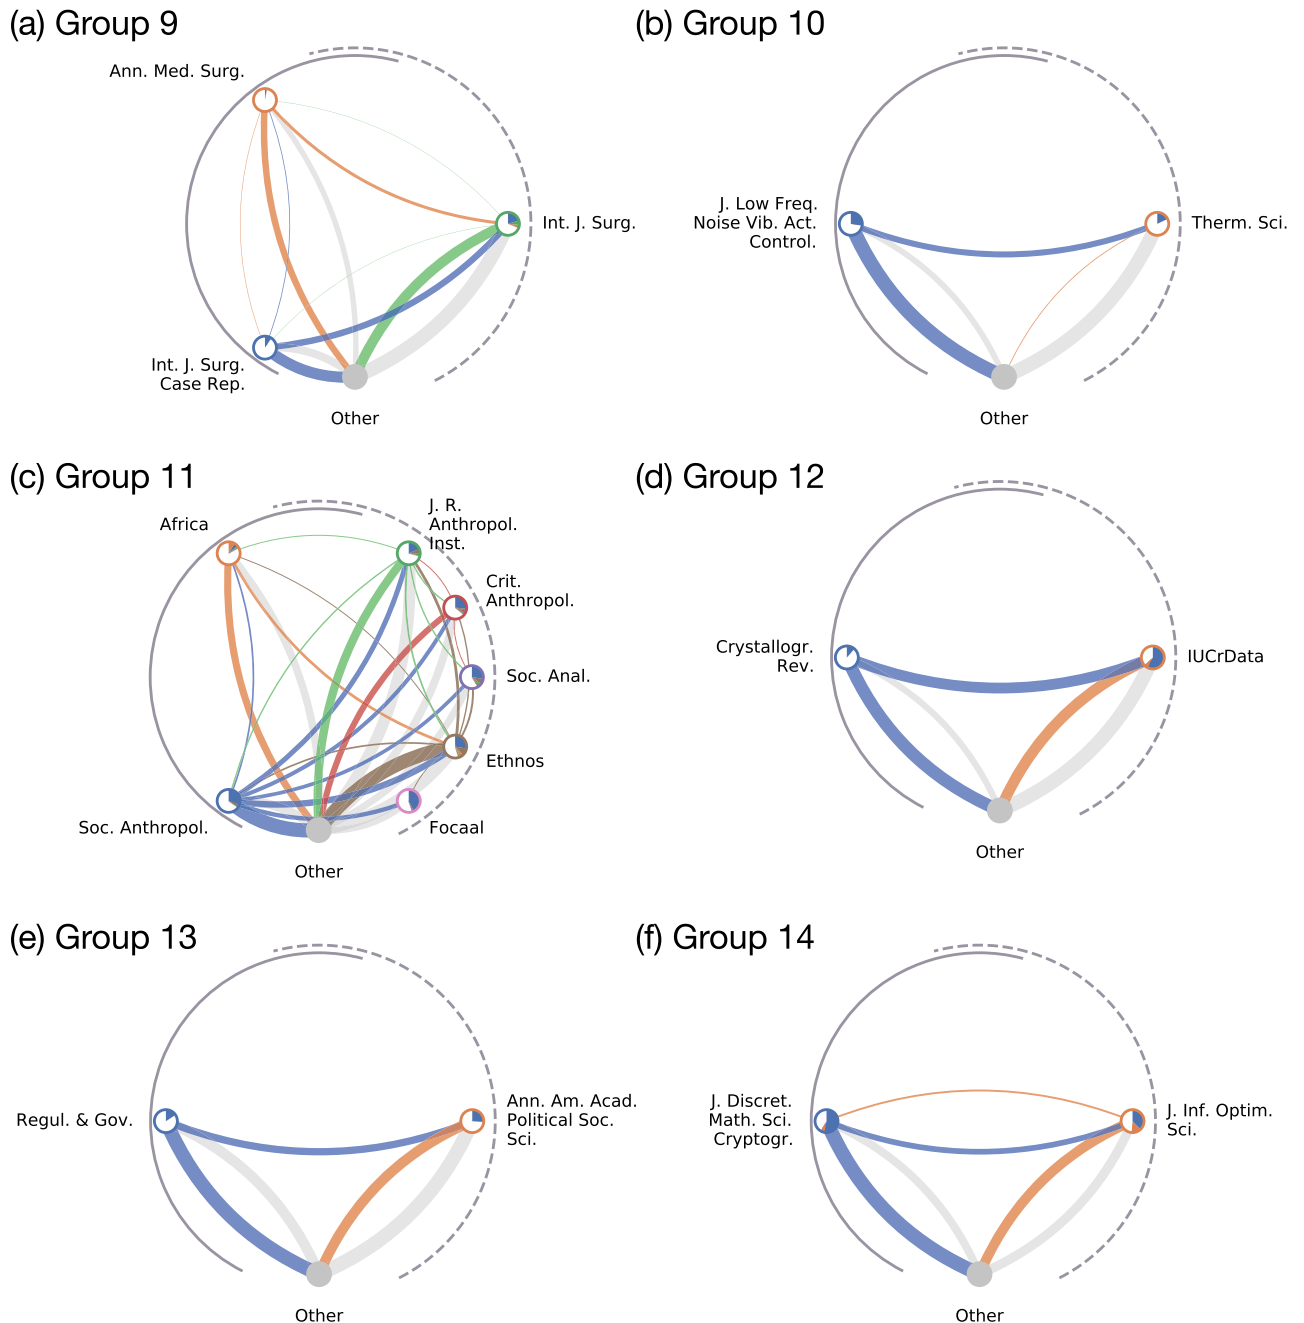 (a) Group 9
Ann. Med. Surg.
Int. J. Surg.
Int. J. Surg.
Case Rep.
Other
(b) Group 10
J. Low Freq.
Noise Vib. Act.
Control.
Therm. Sci.
Other
(c) Group 11
Africa
J. R.
Anthropol.
Inst.
Crit.
Anthropol.
Soc. Anal.
Ethnos
Focaal
Soc. Anthropol.
Other
(d) Group 12
Crystallogr.
Rev.
IUCrData
Other
(e) Group 13
Regul. & Gov.
Ann. Am. Acad.
Political Soc.
Sci.
Other
(f) Group 14
J. Discret.
Math. Sci.
Cryptogr.
J. Inf. Optim.
Sci.
Other